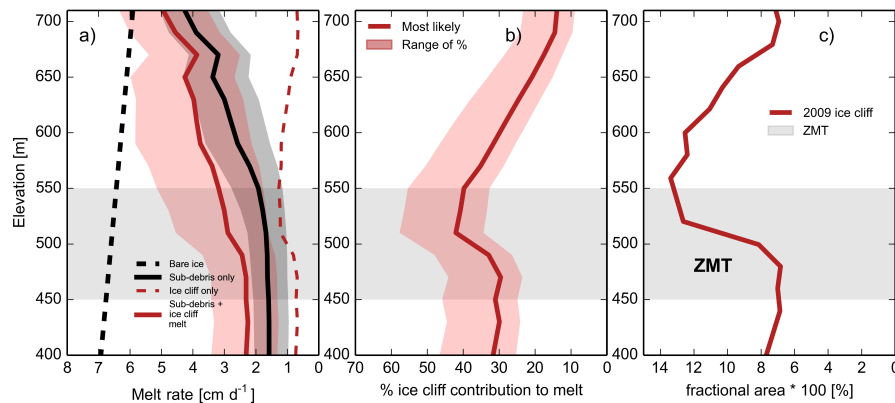 a)
Bare ice
Sub-debris only
Ice cliff only
Sub-debris +
ice cliff
melt
700
650
600
550
500
450
400
Elevation [m]
8 7 6 5 4 3 2 1 0
Melt rate [cm d⁻¹]
b)
Most likely
Range of %
70 60 50 40 30 20 10 0
% ice cliff contribution to melt
c)
2009 ice cliff
ZMT
ZMT
14 12 10 8 6 4 2 0
fractional area * 100 [%]